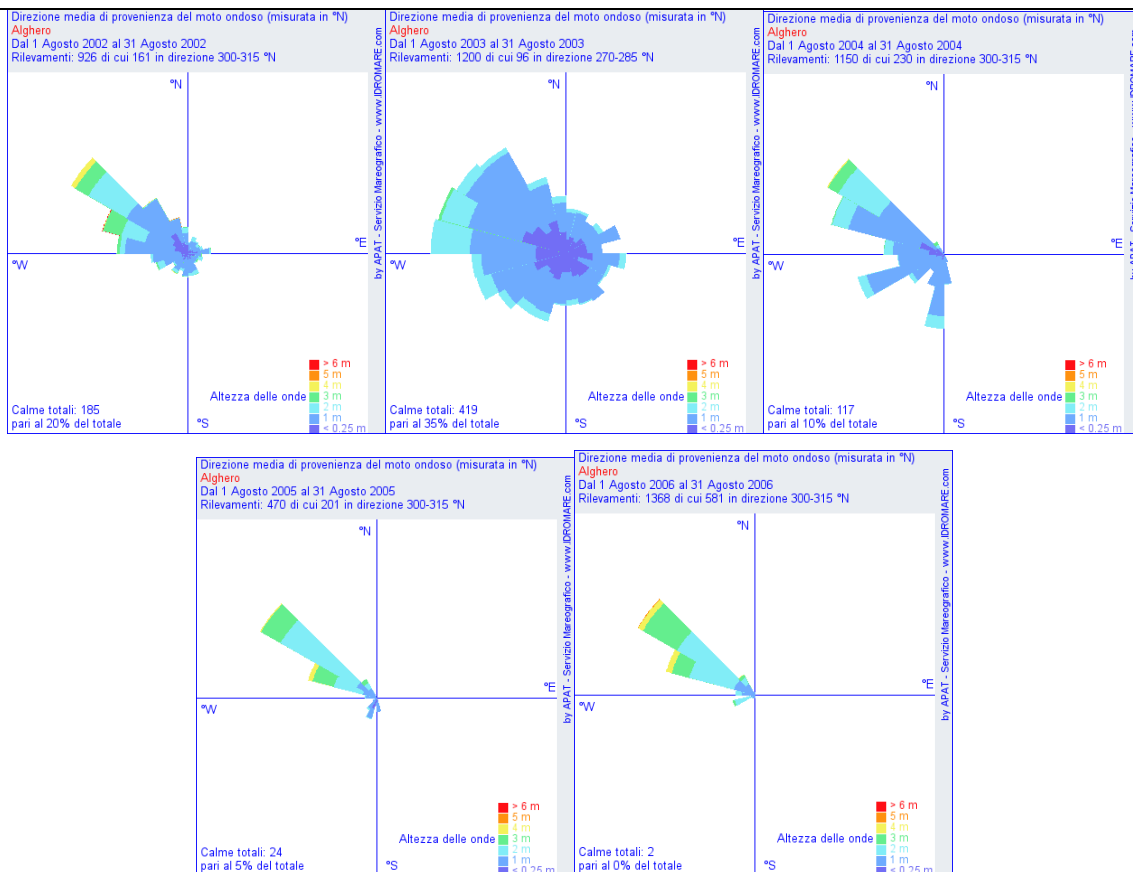 Direzione media di provenienza del moto ondoso (misurata in °N)
Alghero
Dal 1 Agosto 2002 al 31 Agosto 2002
Rilevamenti: 926 di cui 161 in direzione 300-315 °N
°N
°E
°W
°S
by APAT - Servizio Mareografico - www.IDROMARE.com
> 6 m
5 m
4 m
Altezza delle onde 3 m
2 m
1 m
< 0.25 m
Calme totali: 185
pari al 20% del totale
Direzione media di provenienza del moto ondoso (misurata in °N)
Alghero
Dal 1 Agosto 2003 al 31 Agosto 2003
Rilevamenti: 1200 di cui 96 in direzione 270-285 °N
°N
°E
°W
°S
by APAT - Servizio Mareografico - www.IDROMARE.com
> 6 m
5 m
4 m
Altezza delle onde 3 m
2 m
1 m
< 0.25 m
Calme totali: 419
pari al 35% del totale
Direzione media di provenienza del moto ondoso (misurata in °N)
Alghero
Dal 1 Agosto 2004 al 31 Agosto 2004
Rilevamenti: 1150 di cui 230 in direzione 300-315 °N
°N
°E
°W
°S
by APAT - Servizio Mareografico - www.IDROMARE.com
> 6 m
5 m
4 m
Altezza delle onde 3 m
2 m
1 m
< 0.25 m
Calme totali: 117
pari al 10% del totale
Direzione media di provenienza del moto ondoso (misurata in °N)
Alghero
Dal 1 Agosto 2005 al 31 Agosto 2005
Rilevamenti: 470 di cui 201 in direzione 300-315 °N
°N
°E
°W
°S
by APAT - Servizio Mareografico - www.IDROMARE.com
> 6 m
5 m
4 m
Altezza delle onde 3 m
2 m
1 m
< 0.25 m
Calme totali: 24
pari al 5% del totale
Direzione media di provenienza del moto ondoso (misurata in °N)
Alghero
Dal 1 Agosto 2006 al 31 Agosto 2006
Rilevamenti: 1368 di cui 581 in direzione 300-315 °N
°N
°E
°W
°S
by APAT - Servizio Mareografico - www.IDROMARE.com
> 6 m
5 m
4 m
Altezza delle onde 3 m
2 m
1 m
< 0.25 m
Calme totali: 2
pari al 0% del totale